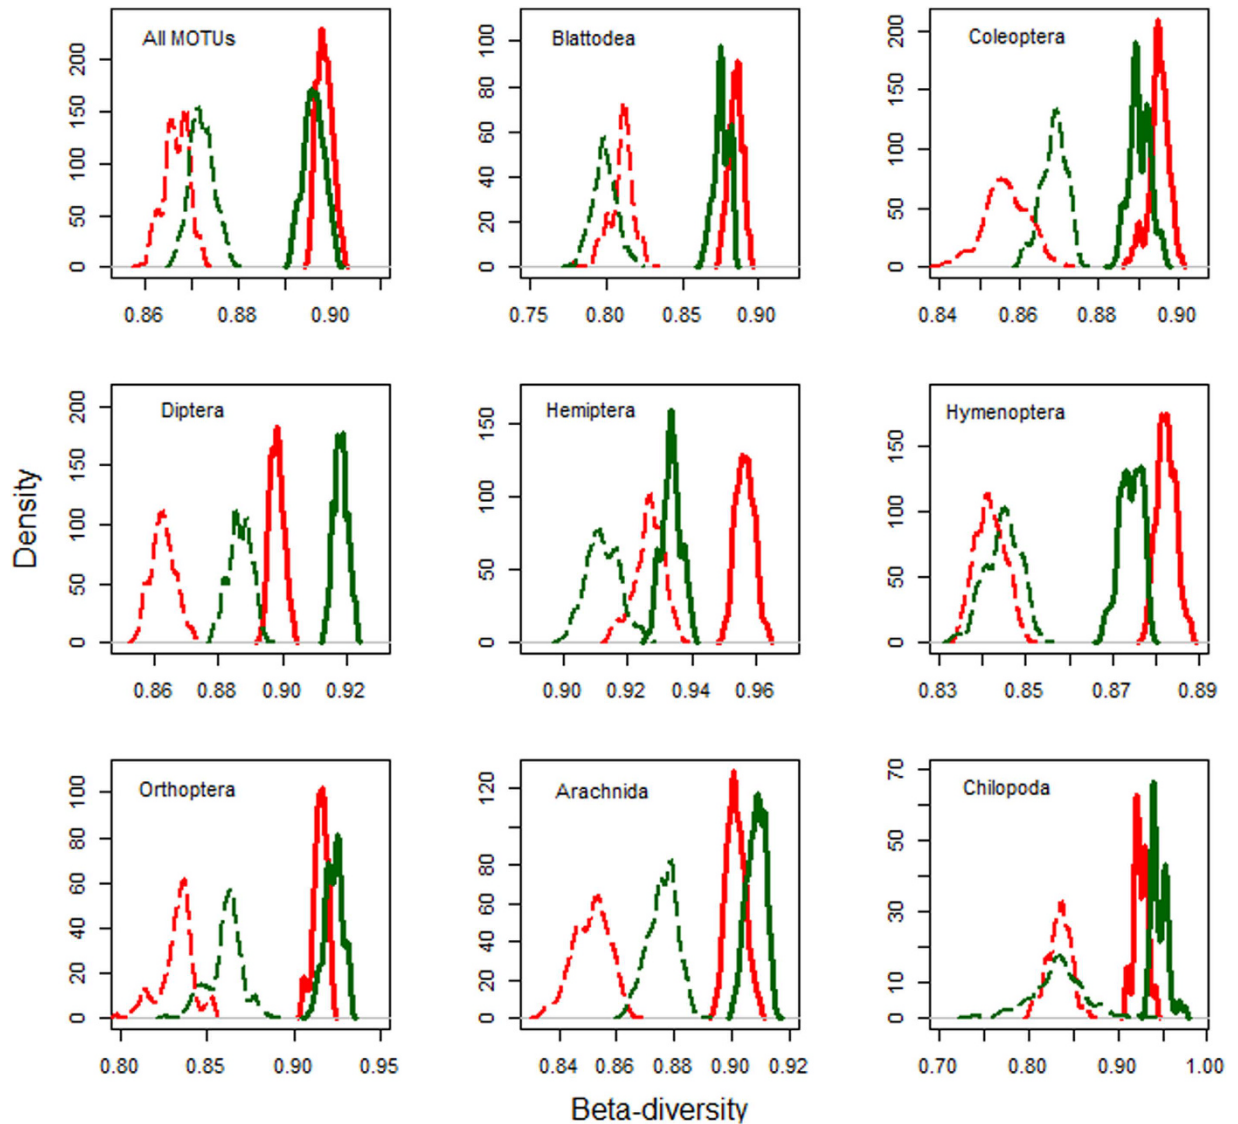 All MOTUs
0 50 100 150 200
0.86 0.88 0.90
Blattodea
0 20 40 60 80 100
0.75 0.80 0.85 0.90
Coleoptera
0 50 100 150 200
0.84 0.86 0.88 0.90
Diptera
0 50 100 150 200
0.86 0.88 0.90 0.92
Hemiptera
0 50 100 150
0.90 0.92 0.94 0.96
Hymenoptera
0 50 100 150
0.83 0.85 0.87 0.89
Density
Orthoptera
0 20 40 60 80 100
0.80 0.85 0.90 0.95
Arachnida
0 20 40 60 80 120
0.84 0.86 0.88 0.90 0.92
Chilopoda
0 10 30 50 70
0.70 0.80 0.90 1.00
Beta-diversity